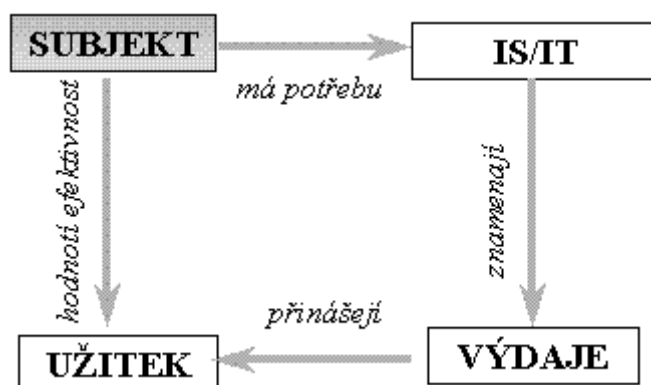 SUBJEKT
IS/IT
má potřebu
hodnotí efektivnost
znamenají
přinášejí
UŽITEK
VÝDAJE